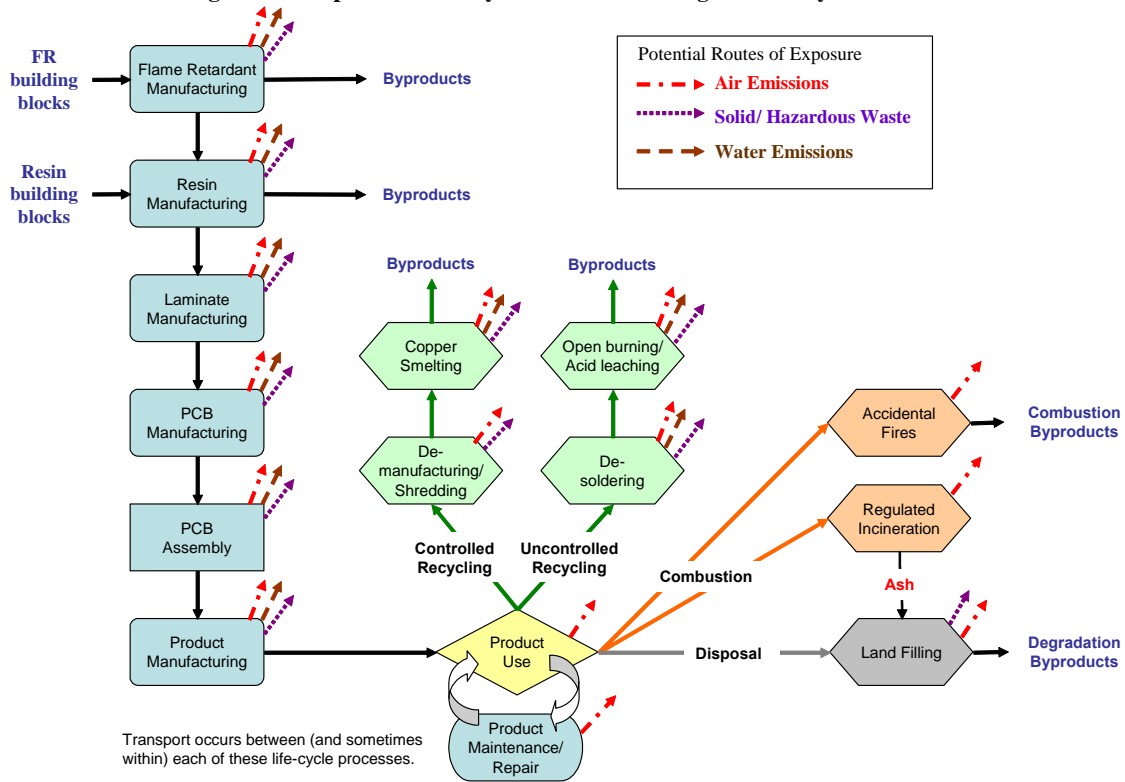 FR
building
blocks
Flame Retardant
Manufacturing
Byproducts
Potential Routes of Exposure
Air Emissions
Solid/ Hazardous Waste
Water Emissions
Resin
building
blocks
Resin
Manufacturing
Byproducts
Laminate
Manufacturing
Byproducts
Byproducts
Copper
Smelting
Open burning/
Acid leaching
PCB
Manufacturing
De-
manufacturing/
Shredding
De-
soldering
Accidental
Fires
Combustion
Byproducts
PCB
Assembly
Controlled
Recycling
Uncontrolled
Recycling
Combustion
Regulated
Incineration
Ash
Product
Manufacturing
Product
Use
Disposal
Land Filling
Degradation
Byproducts
Product
Maintenance/
Repair
Transport occurs between (and sometimes
within) each of these life-cycle processes.